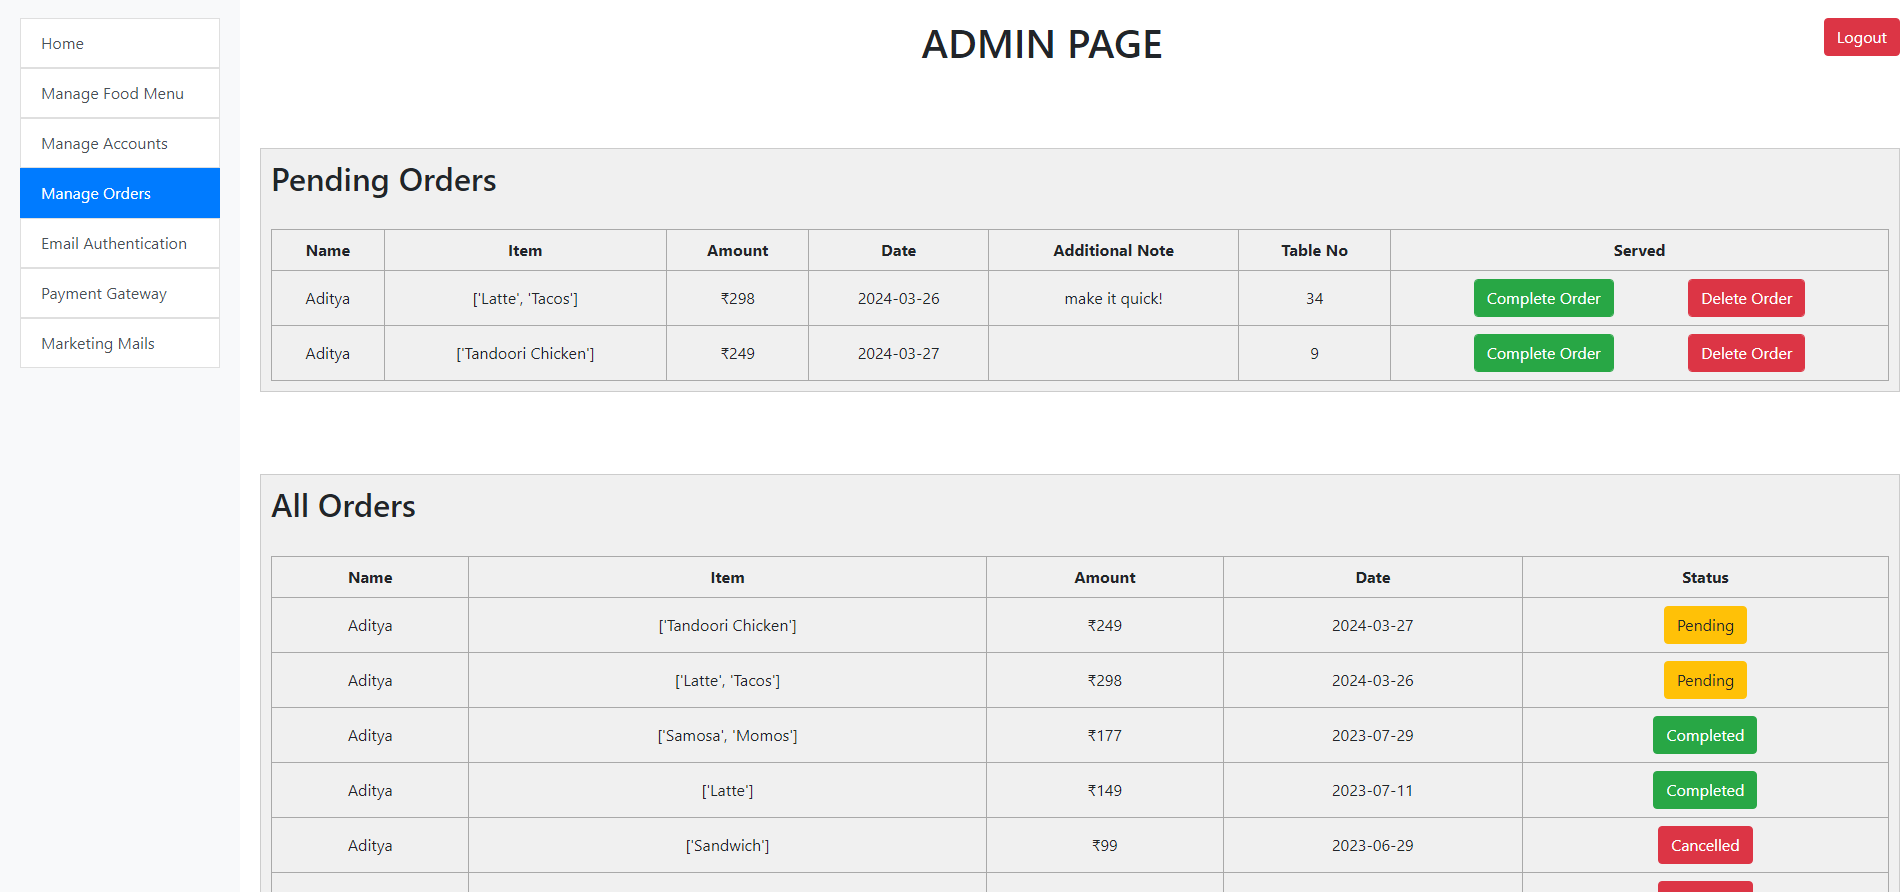 Home
Manage Food Menu
Manage Accounts
Manage Orders
Email Authentication
Payment Gateway
Marketing Mails
ADMIN PAGE
Logout
Pending Orders
Name Item Amount Date Additional Note Table No Served
Aditya ['Latte', 'Tacos'] ₹298 2024-03-26 make it quick! 34 Complete Order Delete Order
Aditya ['Tandoori Chicken'] ₹249 2024-03-27 9 Complete Order Delete Order
All Orders
Name Item Amount Date Status
Aditya ['Tandoori Chicken'] ₹249 2024-03-27 Pending
Aditya ['Latte', 'Tacos'] ₹298 2024-03-26 Pending
Aditya ['Samosa', 'Momos'] ₹177 2023-07-29 Completed
Aditya ['Latte'] ₹149 2023-07-11 Completed
Aditya ['Sandwich'] ₹99 2023-06-29 Cancelled